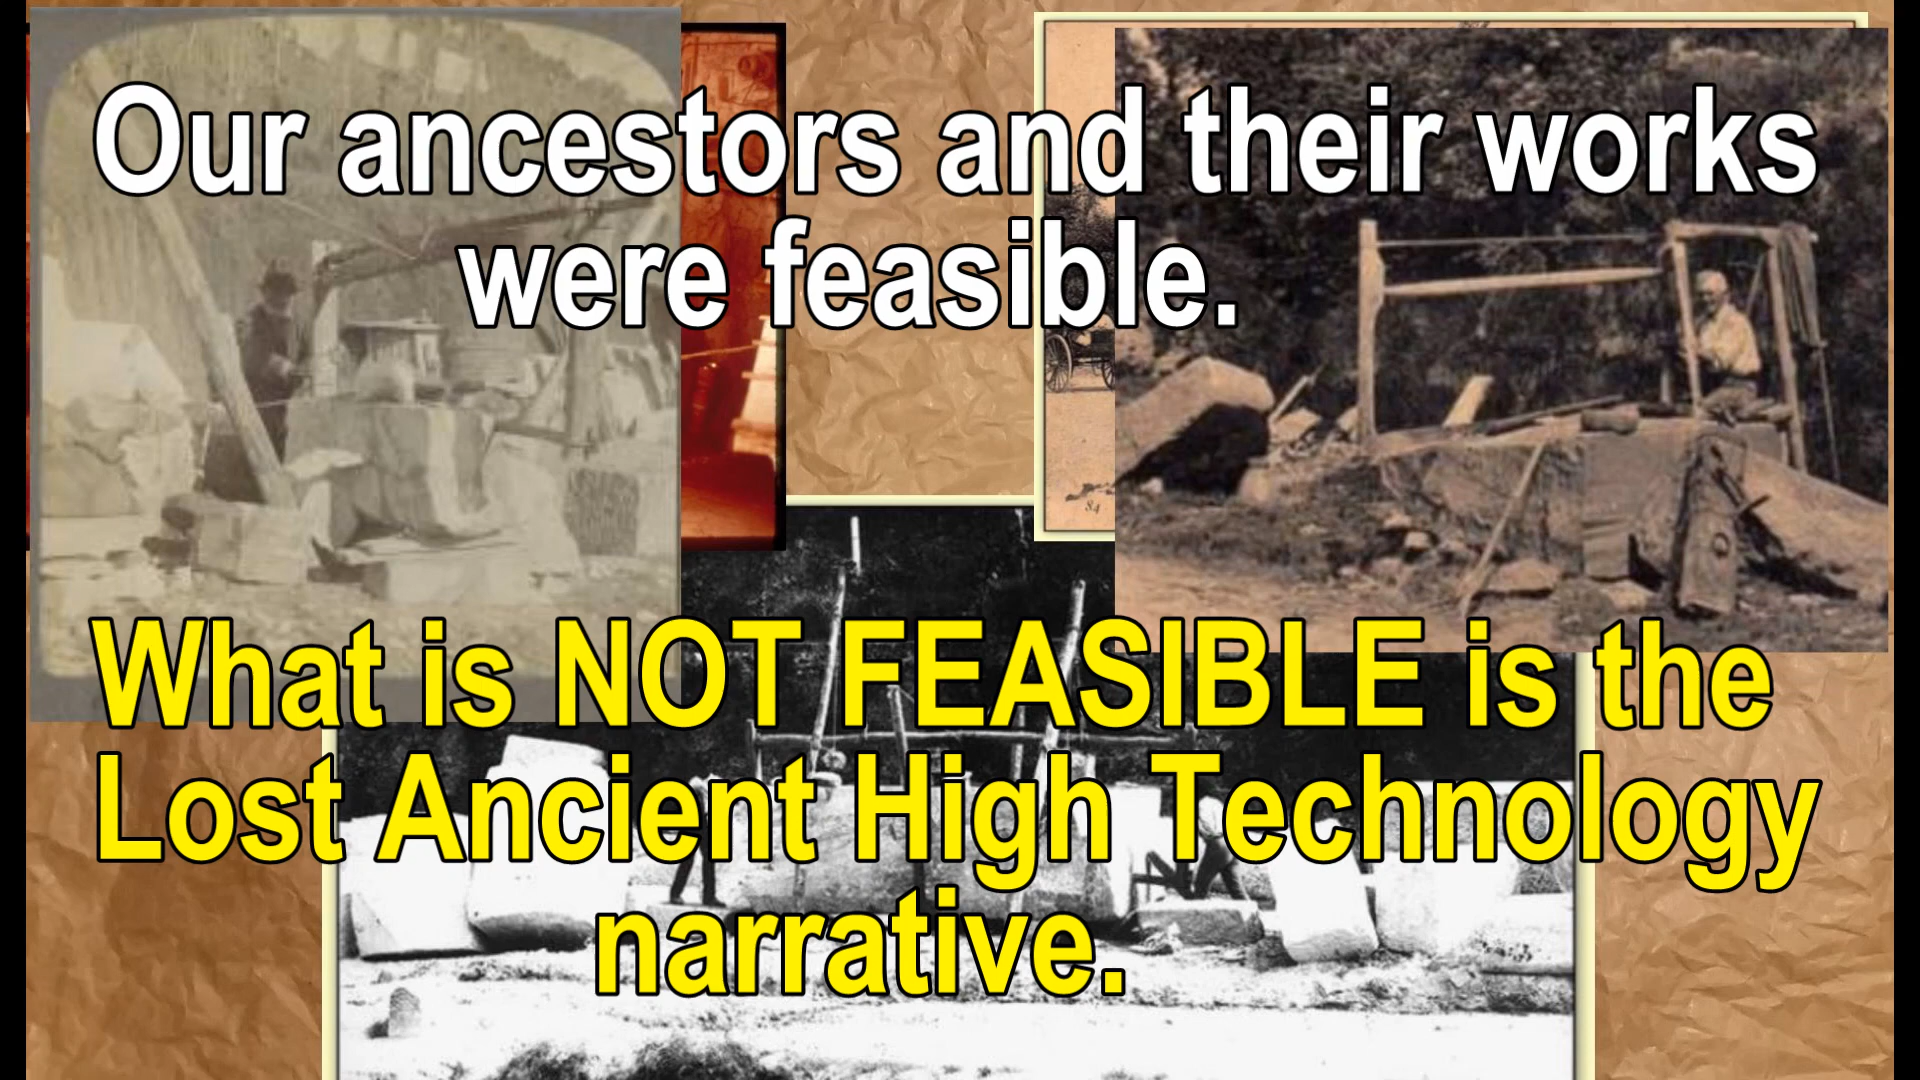 Our ancestors and their works
were feasible.
What is NOT FEASIBLE is the
Lost Ancient High Technology
narrative.